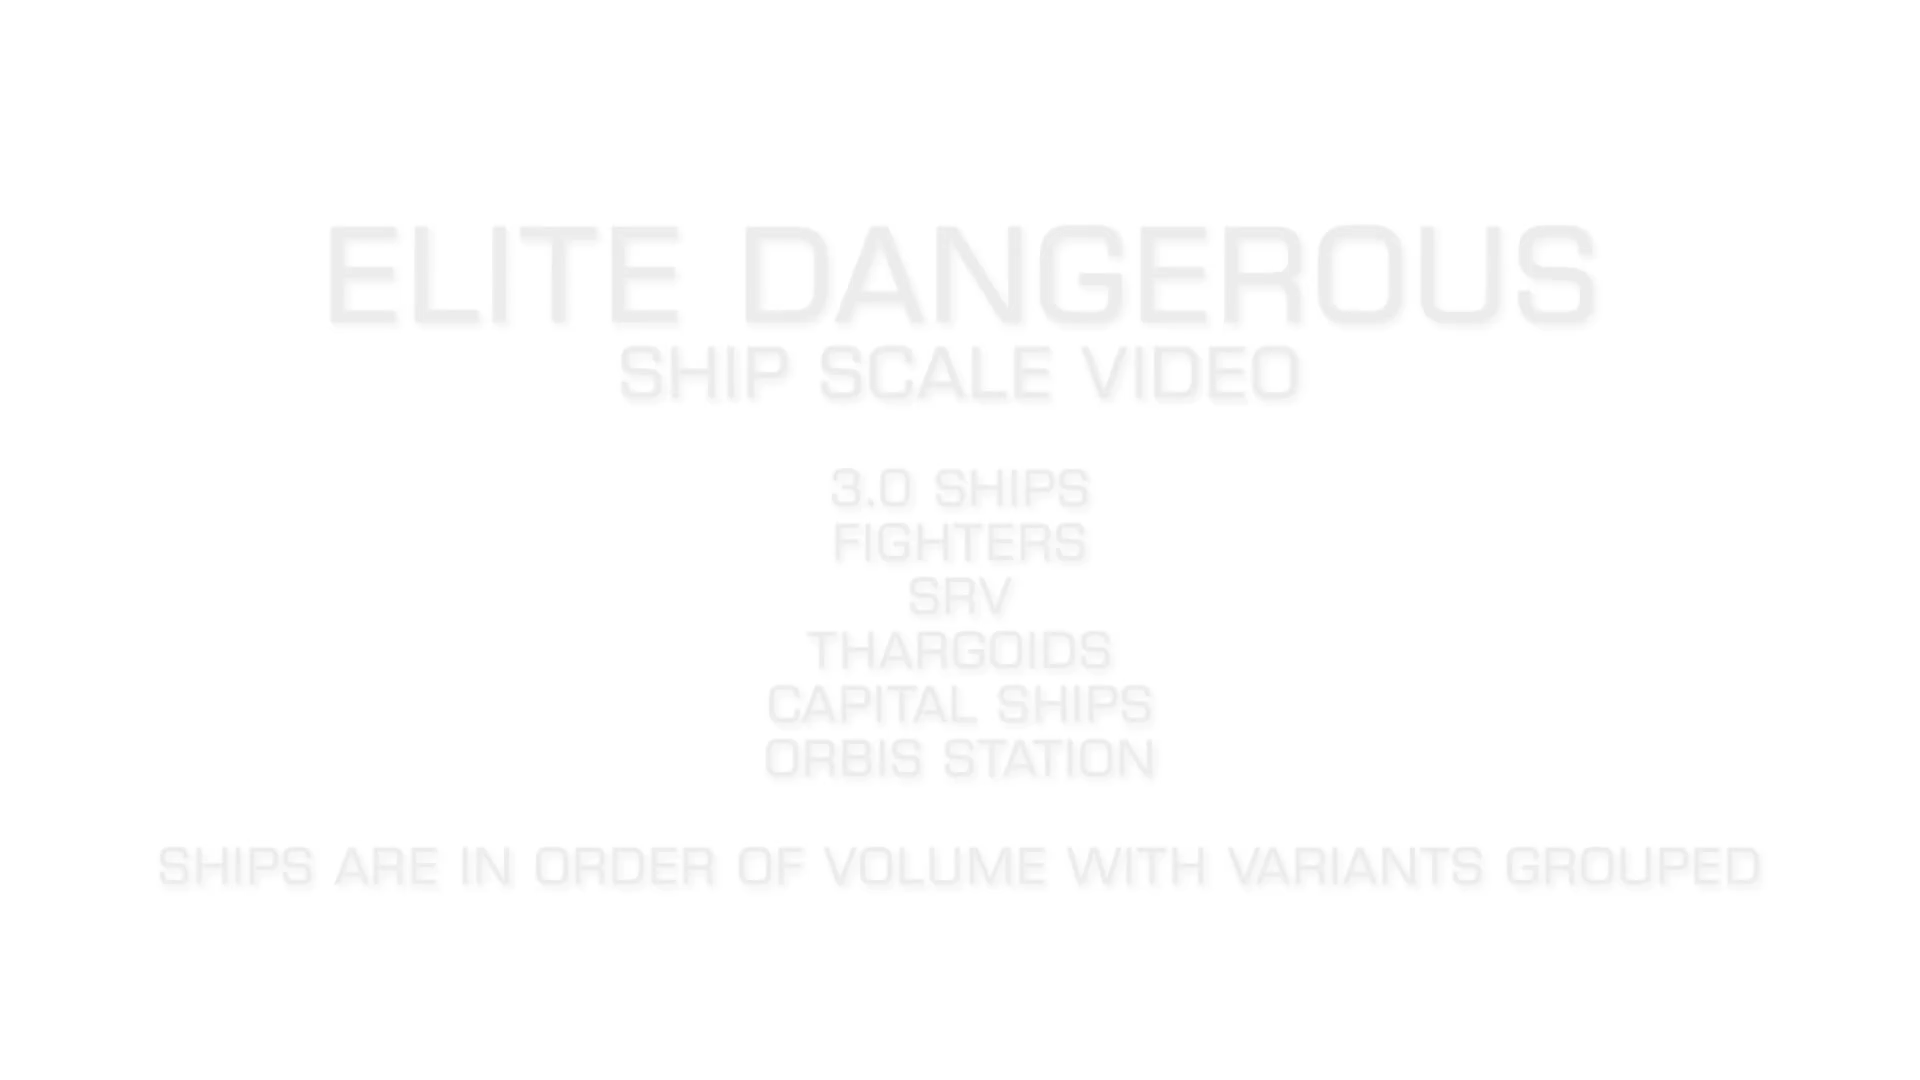 ELITE DANGEROUS
SHIP SCALE VIDEO
3.0 SHIPS
FIGHTERS
SRV
THARGOIDS
CAPITAL SHIPS
ORBIS STATION
SHIPS ARE IN ORDER OF VOLUME WITH VARIANTS GROUPED